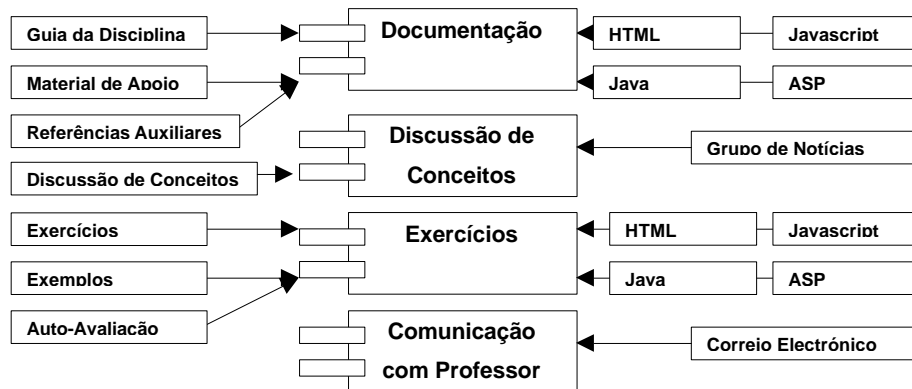 Guia da Disciplina
Documentação
HTML
Javascript
Material de Apoio
Java
ASP
Referências Auxiliares
Discussão de
Conceitos
Grupo de Notícias
Discussão de Conceitos
Exercícios
Exercícios
HTML
Javascript
Exemplos
Java
ASP
Auto-Avaliação
Comunicação
com Professor
Correio Electrónico